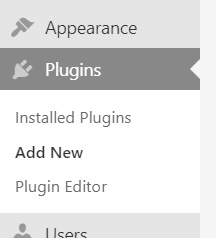 Appearance
Plugins
Installed Plugins
Add New
Plugin Editor
Users